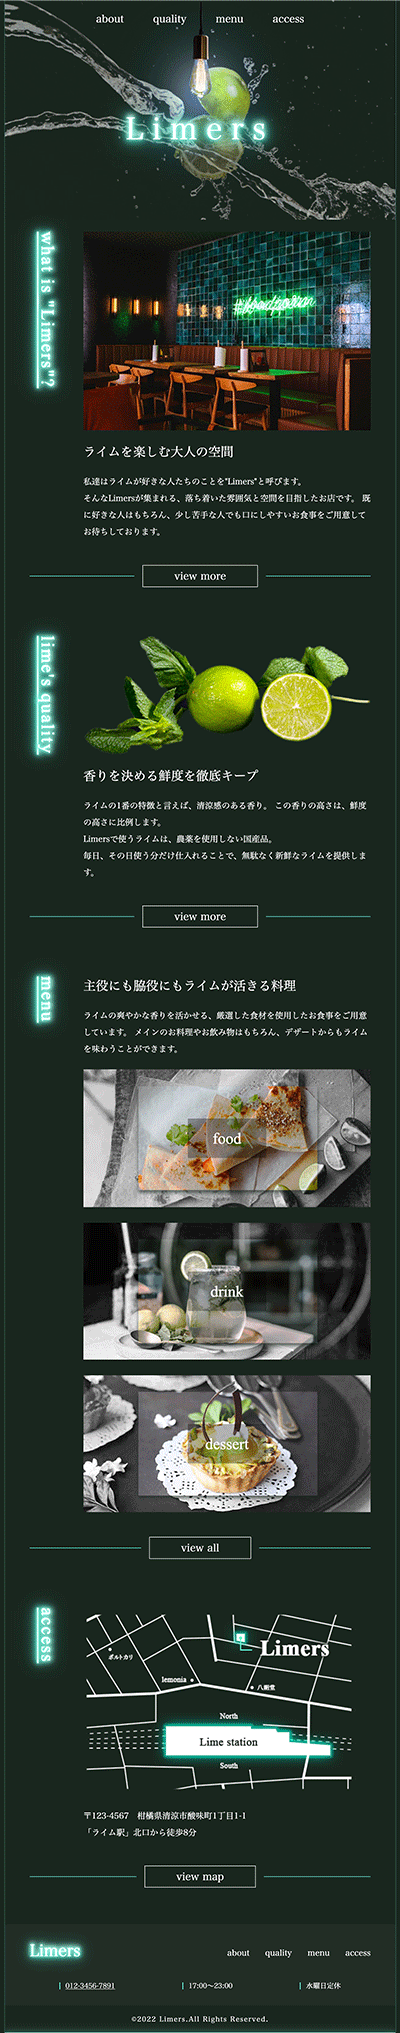 about quality menu access
Limers
what is "Limers"?
#foodpoetan
ライムを楽しむ大人の空間
私達はライムが好きな人たちのことを"Limers"と呼びます。
そんなLimersが集まれる、落ち着いた雰囲気と空間を目指したお店です。 既
に好きな人はもちろん、少し苦手な人でも口にしやすいお食事をご用意して
お待ちしております。
view more
lime's quality
香りを決める鮮度を徹底キープ
ライムの1番の特徴と言えば、清涼感のある香り。 この香りの高さは、鮮度
の高さに比例します。
Limersで使うライムは、農薬を使用しない国産品。
毎日、その日使う分だけ仕入れることで、無駄なく新鮮なライムを提供しま
す。
view more
menu
主役にも脇役にもライムが活きる料理
ライムの爽やかな香りを活かせる、厳選した食材を使用したお食事をご用意
しています。 メインのお料理やお飲み物はもちろん、デザートからもライム
を味わうことができます。
food
drink
dessert
view all
access
Limers
ポルトカリ
lemonia
八朔堂
North
Lime station
South
〒123-4567 柑橘県清涼市酸味町1丁目1-1
「ライム駅」北口から徒歩8分
view map
Limers
about quality menu access
012-3456-7891
17:00〜23:00
水曜日定休
©2022 Limers.All Rights Reserved.